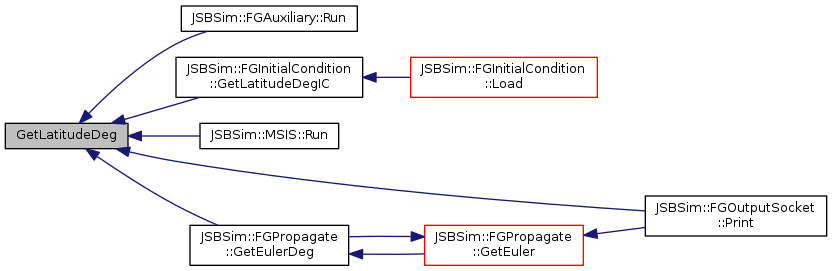 JSBSim::FGAuxiliary::Run
JSBSim::FGInitialCondition
::GetLatitudeDegIC
JSBSim::FGInitialCondition
::Load
GetLatitudeDeg
JSBSim::MSIS::Run
JSBSim::FGOutputSocket
::Print
JSBSim::FGPropagate
::GetEulerDeg
JSBSim::FGPropagate
::GetEuler